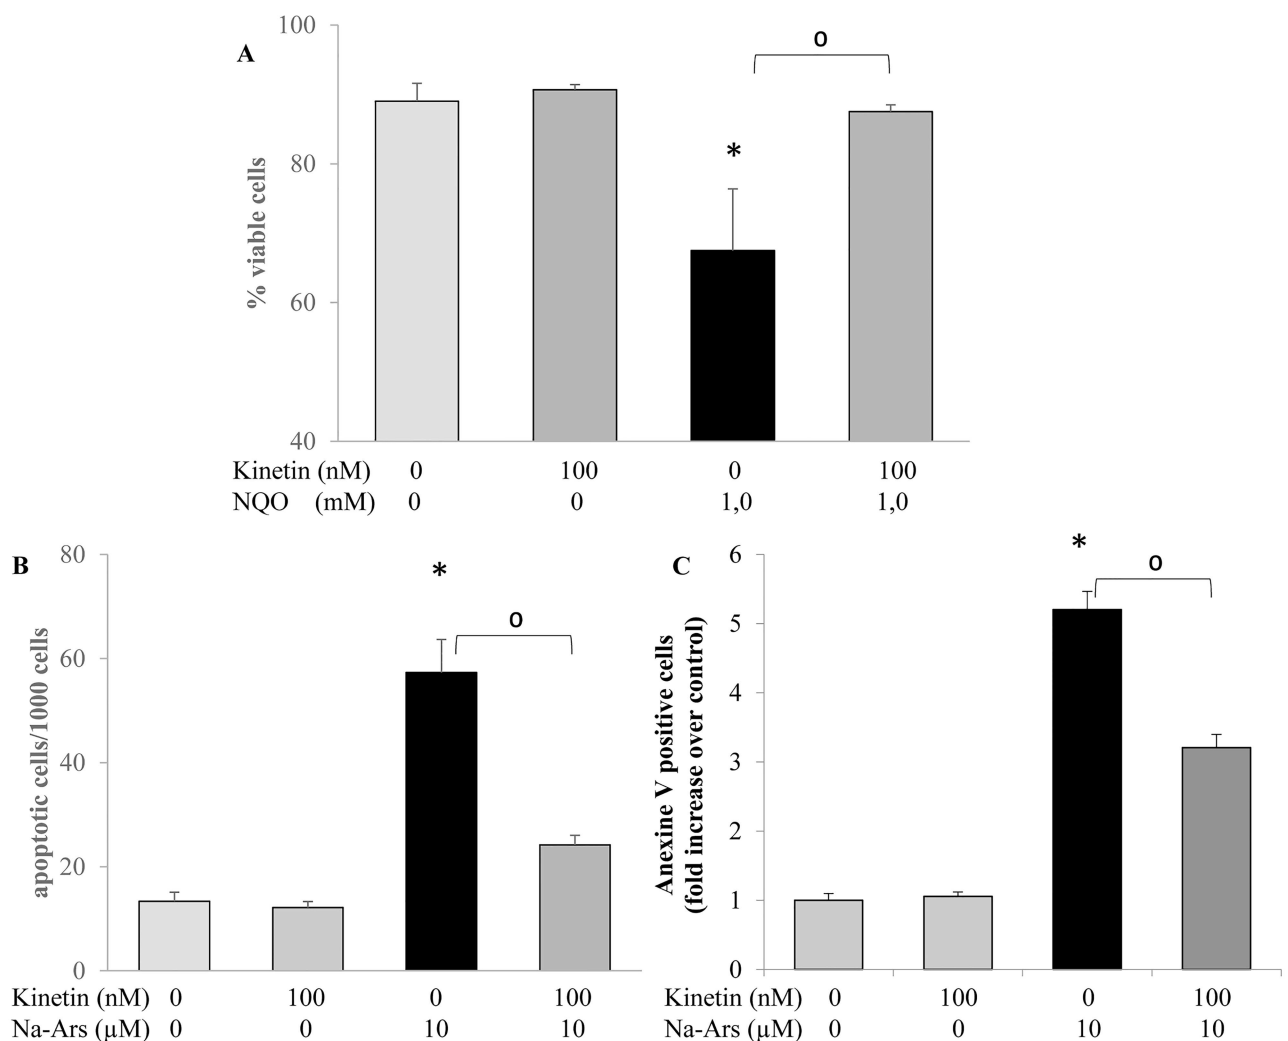 A
% viable cells
100
80
60
40
*
o
Kinetin (nM) 0 100 0 100
NQO (mM) 0 0 1,0 1,0
B
apoptotic cells/1000 cells
80
60
40
20
0
*
o
Kinetin (nM) 0 100 0 100
Na-Ars (µM) 0 0 10 10
C
Anexine V positive cells
(fold increase over control)
6
5
4
3
2
1
0
*
o
Kinetin (nM) 0 100 0 100
Na-Ars (µM) 0 0 10 10